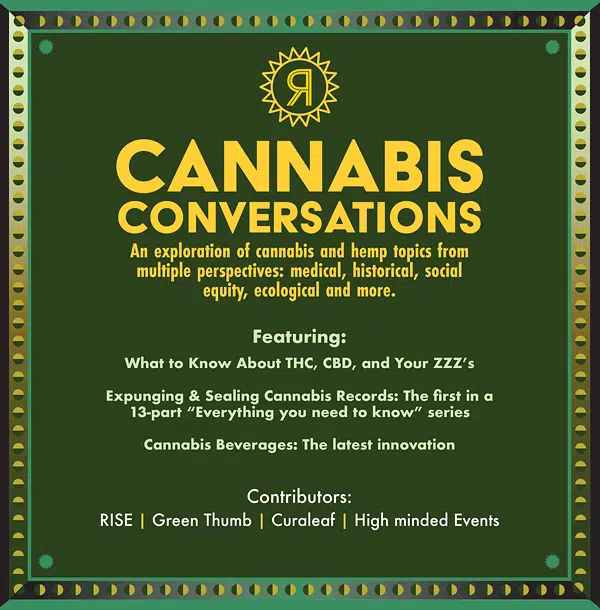 CANNABIS
CONVERSATIONS
An exploration of cannabis and hemp topics from
multiple perspectives: medical, historical, social
equity, ecological and more.
Featuring:
What to Know About THC, CBD, and Your ZZZ’s
Expunging & Sealing Cannabis Records: The first in a
13-part “Everything you need to know” series
Cannabis Beverages: The latest innovation
Contributors:
RISE | Green Thumb | Curaleaf | High minded Events